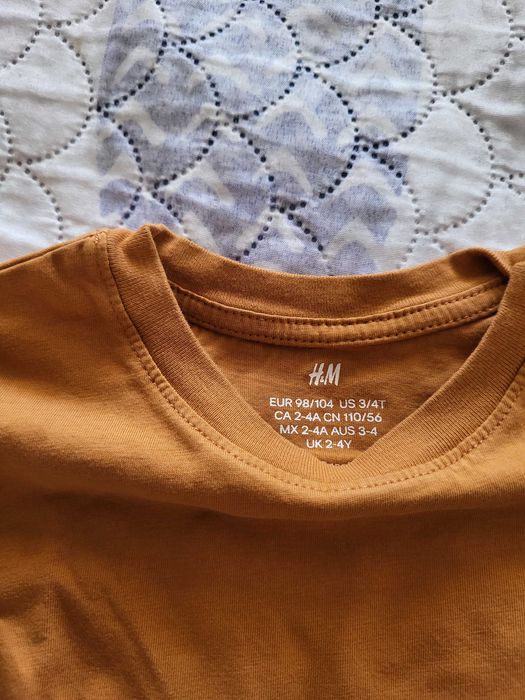 H&M
EUR 98/104 US 3/4T
CA 2-4A CN 110/56
MX 2-4A AUS 3-4
UK 2-4Y